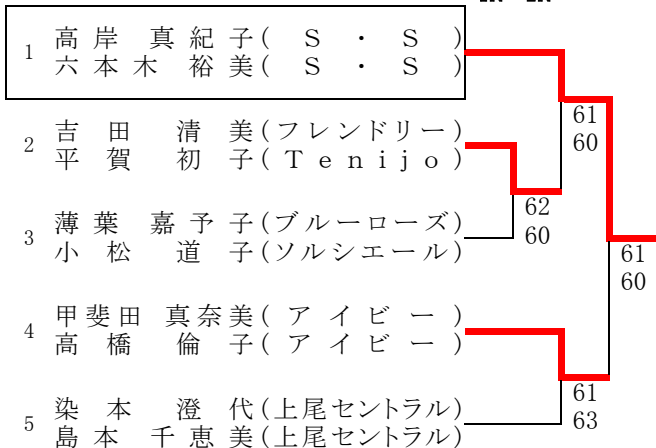 1 高岸 真紀子(S・S)
六本木 裕美(S・S)
2 吉田 清美(フレンドリー)
平賀 初子(Tenijo)
3 薄葉 嘉予子(ブルーローズ)
小松 道子(ソルシエール)
4 甲斐田 真奈美(アイビー)
高橋 倫子(アイビー)
5 染本 澄代(上尾セントラル)
島本 千恵美(上尾セントラル)
61
60
62
60
61
60
61
63